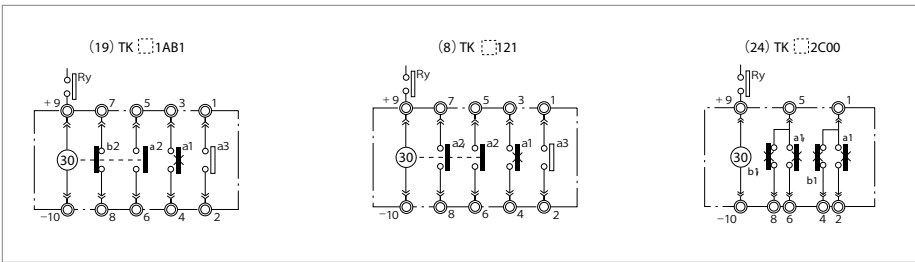 (19) TK 1AB1 (8) TK 121 (24) TK 2C00
Ry Ry Ry
+9 7 5 3 1 +9 7 5 3 1 +9 5 1
30 b2 a2 a1 a3 30 a2 a2 a1 a3 30 b1 a1 b1 a1
−10 8 6 4 2 −10 8 6 4 2 −10 8 6 4 2